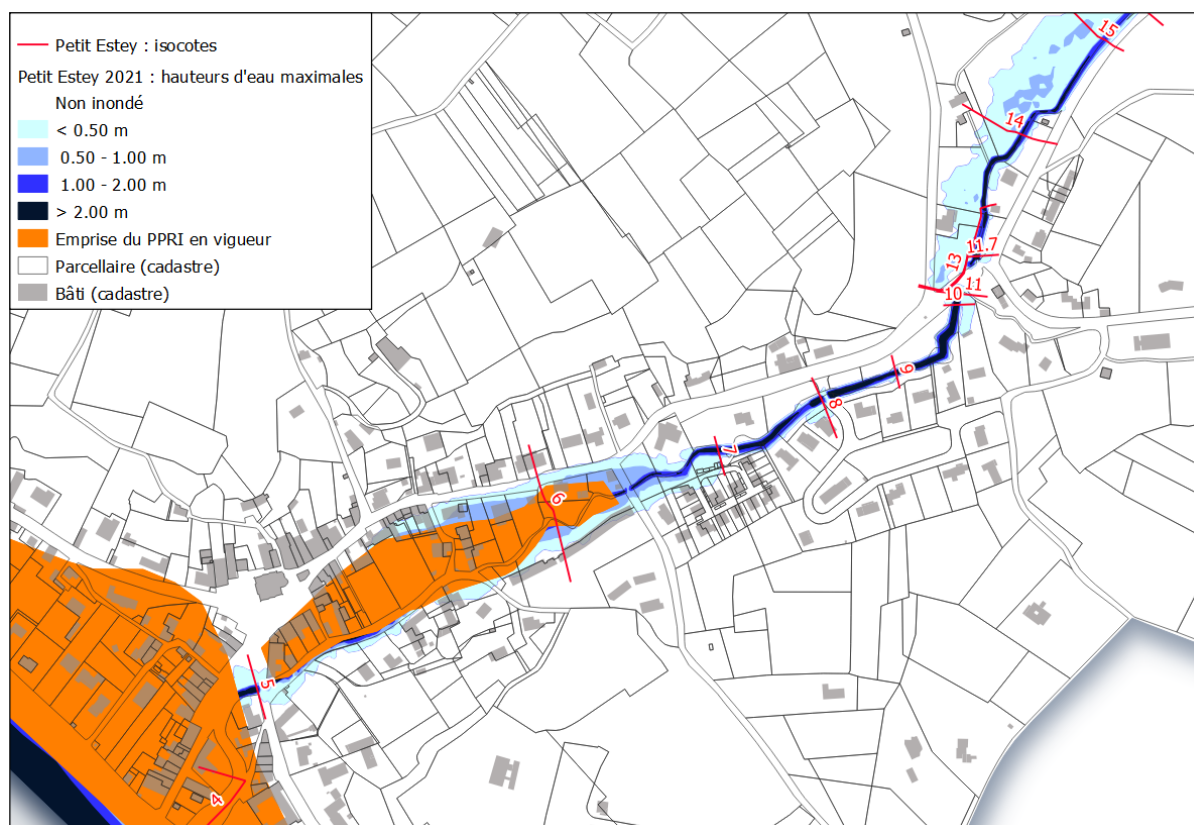 Petit Estey : isocotes
Petit Estey 2021 : hauteurs d'eau maximales
Non inondé
< 0.50 m
0.50 - 1.00 m
1.00 - 2.00 m
> 2.00 m
Emprise du PPRI en vigueur
Parcellaire (cadastre)
Bâti (cadastre)
15
14
11.7
13
11
10
9
8
7
6
5
4